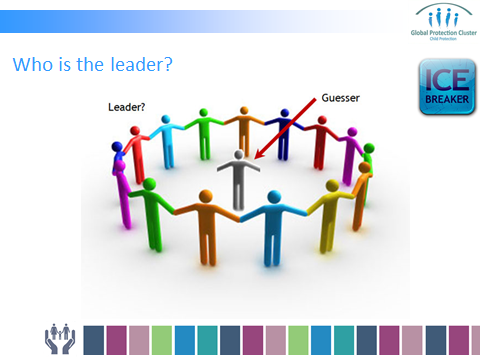 Global Protection Cluster
Child Protection
Who is the leader?
ICE
BREAKER
Leader?
Guesser